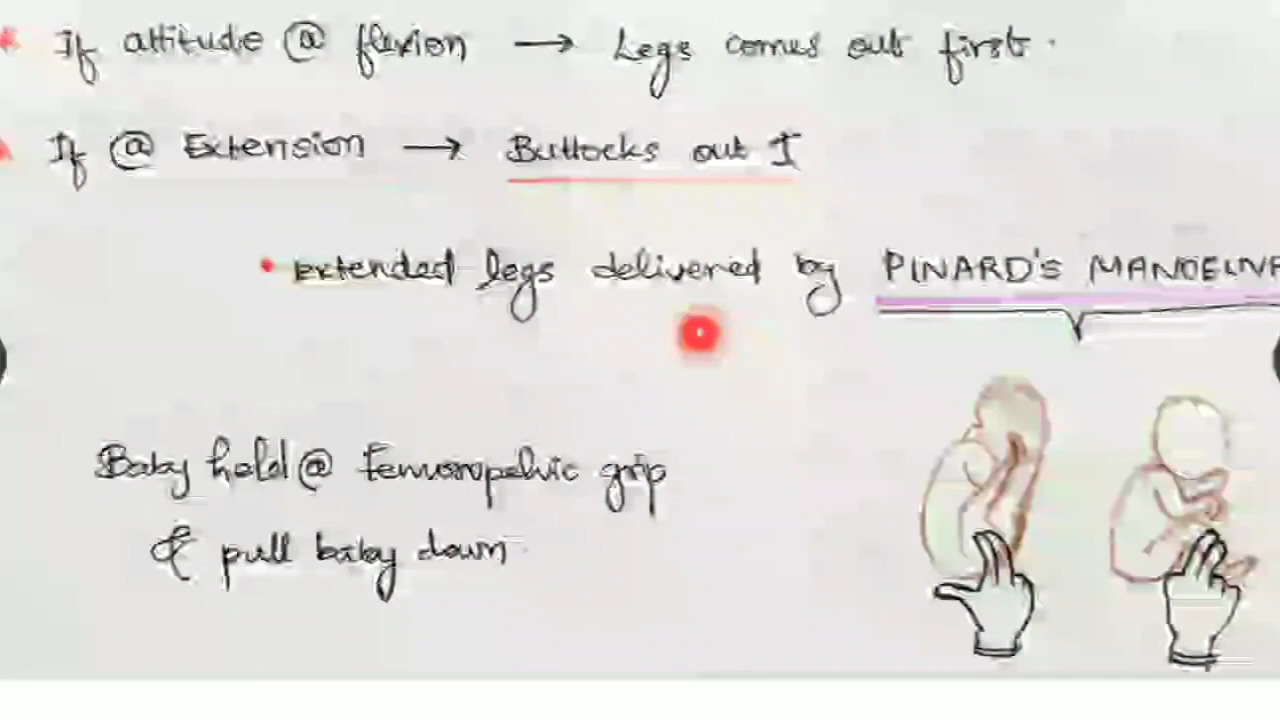 If attitude @ flexion → Legs comes out first.
If @ Extension → Buttocks out I
• extended legs delivered by PINARD'S
Baby hold @ Femoropelvic grip
& pull baby down.